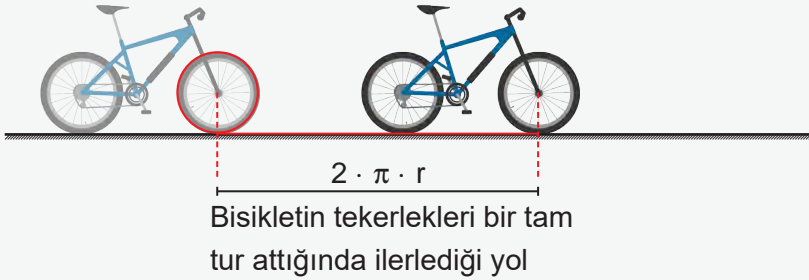 2 · π · r
Bisikletin tekerlekleri bir tam
tur attığında ilerlediği yol